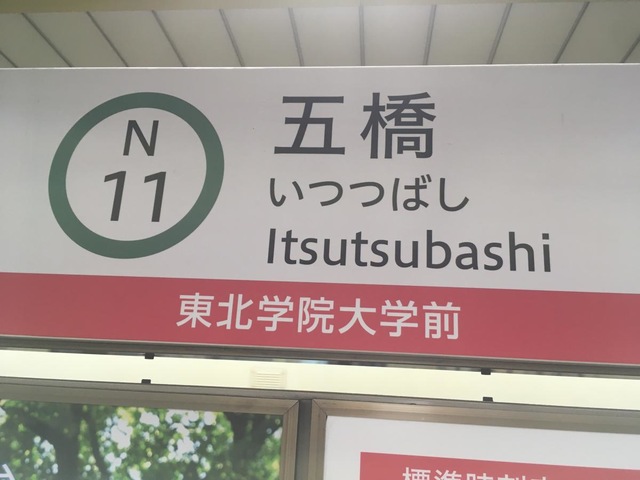 N
11
五橋
いつつばし
Itsutsubashi
東北学院大学前